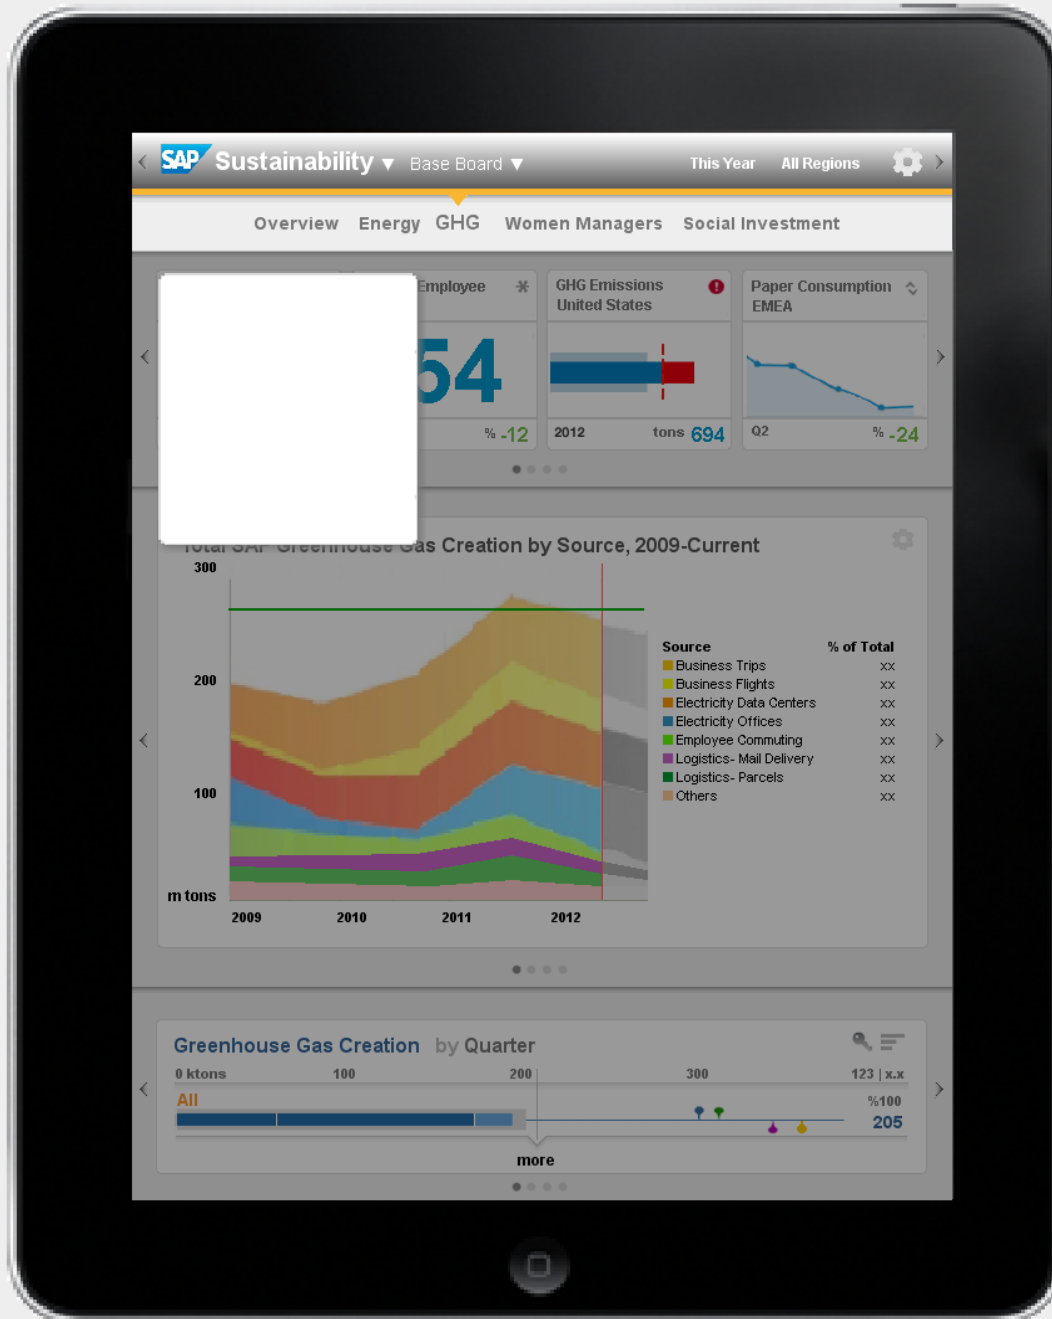 SAP Sustainability ▼ Base Board ▼ This Year All Regions
Overview Energy GHG Women Managers Social Investment
Employee
GHG Emissions
United States
Paper Consumption
EMEA
54
% -12
2012 tons 694
Q2 % -24
Total SAP Greenhouse Gas Creation by Source, 2009-Current
300
200
100
m tons
2009 2010 2011 2012
Source % of Total
Business Trips xx
Business Flights xx
Electricity Data Centers xx
Electricity Offices xx
Employee Commuting xx
Logistics- Mail Delivery xx
Logistics- Parcels xx
Others xx
Greenhouse Gas Creation by Quarter
0 ktons 100 200 300 123 | x.x
All %100
205
more